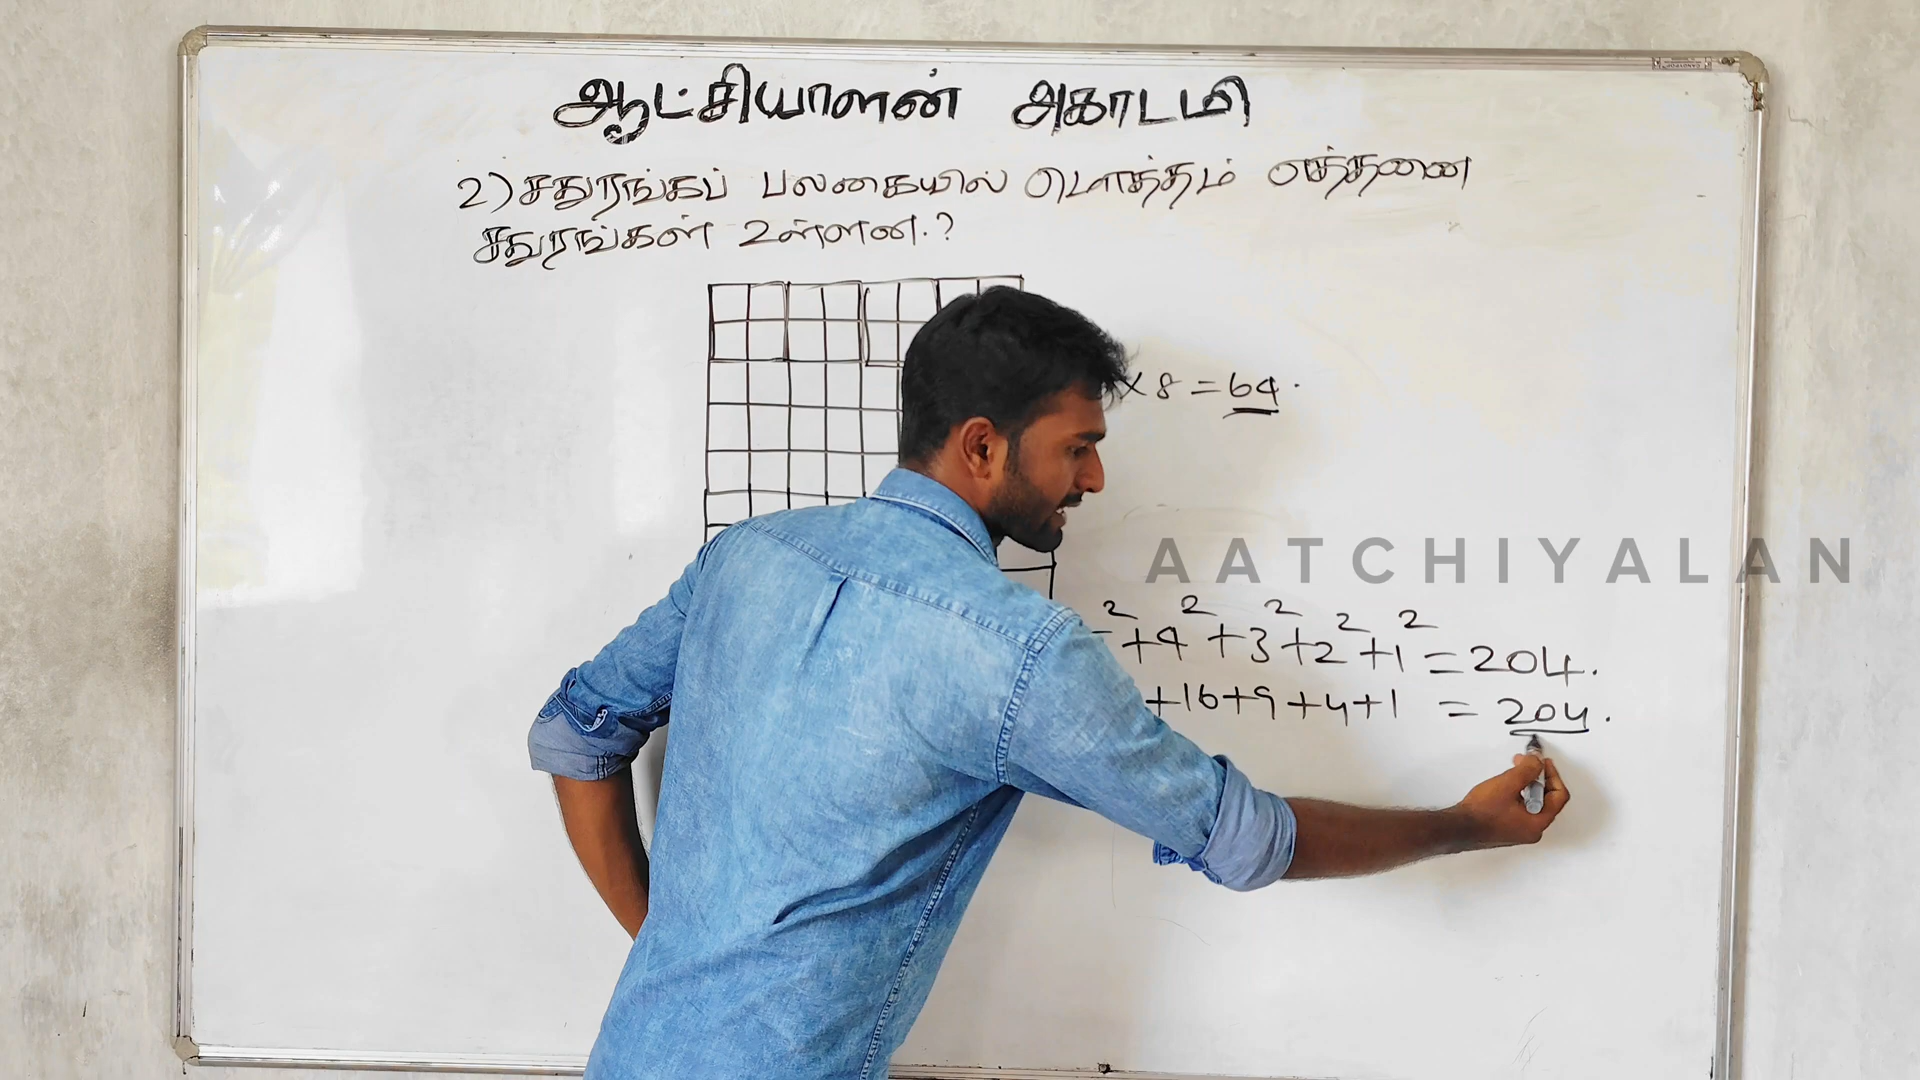 ஆட்சியாளன் அகாடமி
2) சதுரங்கப் பலகையில் மொத்தம் எத்தனை
சதுரங்கள் உள்ளன.?
× 8 = 64.
AATCHIYALAN
² + 4² + 3² + 2² + 1² = 204.
+ 16 + 9 + 4 + 1 = 204.